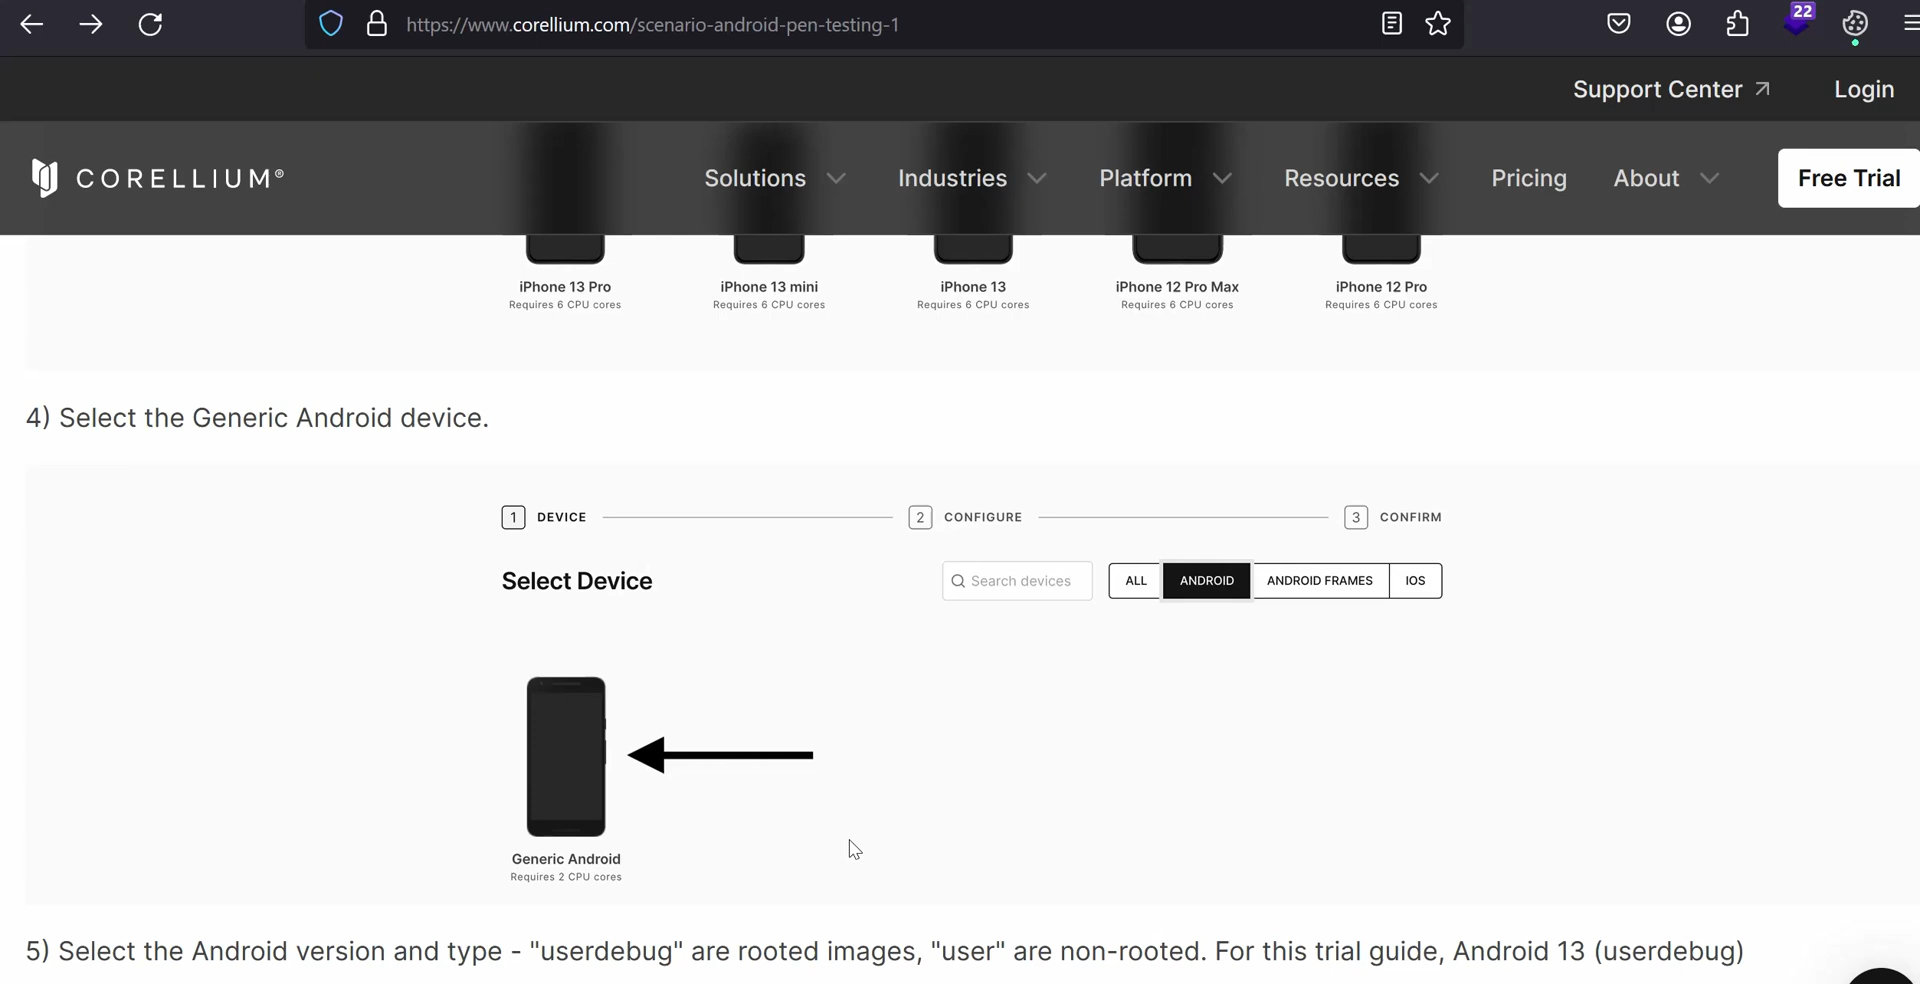 https://www.corellium.com/scenario-android-pen-testing-1
22
Support Center
Login
CORELLIUM®
Solutions
Industries
Platform
Resources
Pricing
About
Free Trial
iPhone 13 Pro
Requires 6 CPU cores
iPhone 13 mini
Requires 6 CPU cores
iPhone 13
Requires 6 CPU cores
iPhone 12 Pro Max
Requires 6 CPU cores
iPhone 12 Pro
Requires 6 CPU cores
4) Select the Generic Android device.
1 DEVICE
2 CONFIGURE
3 CONFIRM
Select Device
Search devices
ALL
ANDROID
ANDROID FRAMES
IOS
Generic Android
Requires 2 CPU cores
5) Select the Android version and type - "userdebug" are rooted images, "user" are non-rooted. For this trial guide, Android 13 (userdebug)